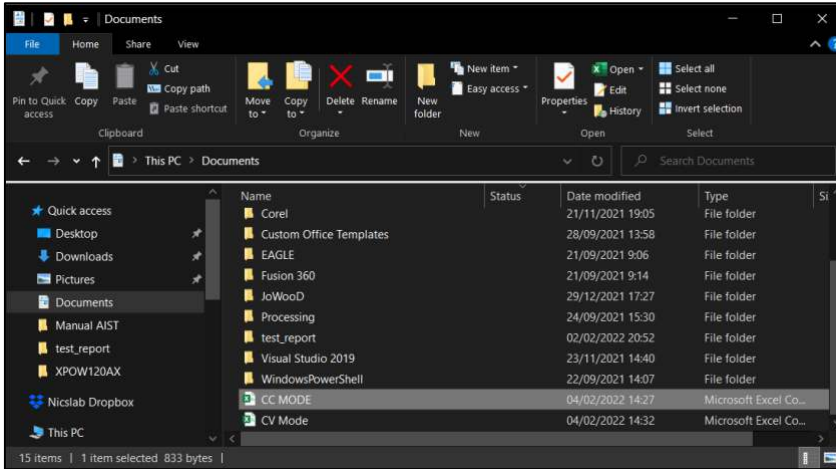 Documents
File Home Share View
Pin to Quick access
Copy
Paste
Cut
Copy path
Paste shortcut
Clipboard
Move to
Copy to
Delete
Rename
Organize
New folder
New item
Easy access
New
Properties
Open
Edit
History
Open
Select all
Select none
Invert selection
Select
This PC > Documents
Search Documents
Quick access
Desktop
Downloads
Pictures
Documents
Manual AIST
test_report
XPOW120AX
Nicslab Dropbox
This PC
Name Status Date modified Type Si
Corel 21/11/2021 19:05 File folder
Custom Office Templates 28/09/2021 13:58 File folder
EAGLE 21/09/2021 9:06 File folder
Fusion 360 21/09/2021 9:14 File folder
JoWooD 29/12/2021 17:27 File folder
Processing 24/09/2021 15:30 File folder
test_report 02/02/2022 20:52 File folder
Visual Studio 2019 23/11/2021 14:40 File folder
WindowsPowerShell 22/09/2021 14:07 File folder
CC MODE 04/02/2022 14:27 Microsoft Excel Co...
CV Mode 04/02/2022 14:32 Microsoft Excel Co...
15 items | 1 item selected 833 bytes |